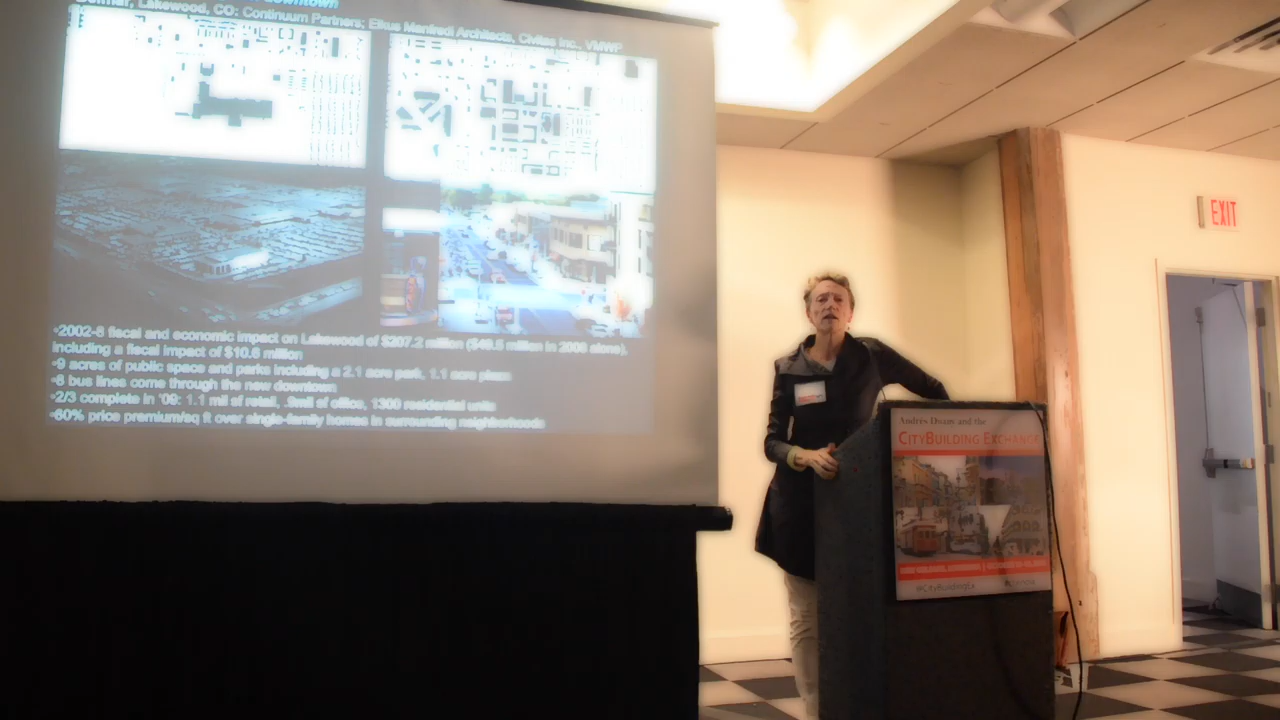 downtown
Belmar, Lakewood, CO: Continuum Partners; Elkus Manfredi Architects, Civitas Inc., VMWP
•2002-8 fiscal and economic impact on Lakewood of $207.2 million ($49.5 million in 2006 alone),
including a fiscal impact of $10.6 million
•9 acres of public space and parks including a 2.1 acre park, 1.1 acre plaza
•8 bus lines come through the new downtown
•2/3 complete in '09: 1.1 mil sf retail, .9mil sf office, 1300 residential units
•60% price premium/sq ft over single-family homes in surrounding neighborhoods
EXIT
Andres Duany and the
CITYBUILDING EXCHANGE
@CityBuildingEx